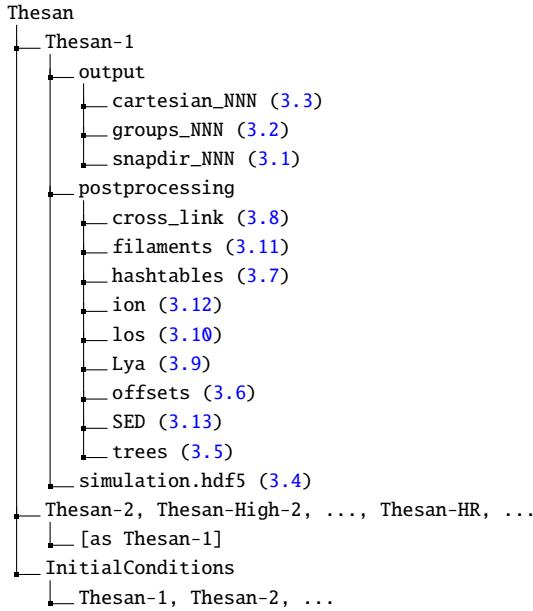 Thesan
Thesan-1
output
cartesian_NNN (3.3)
groups_NNN (3.2)
snapdir_NNN (3.1)
postprocessing
cross_link (3.8)
filaments (3.11)
hashtables (3.7)
ion (3.12)
los (3.10)
Lya (3.9)
offsets (3.6)
SED (3.13)
trees (3.5)
simulation.hdf5 (3.4)
Thesan-2, Thesan-High-2, ..., Thesan-HR, ...
[as Thesan-1]
InitialConditions
Thesan-1, Thesan-2, ...